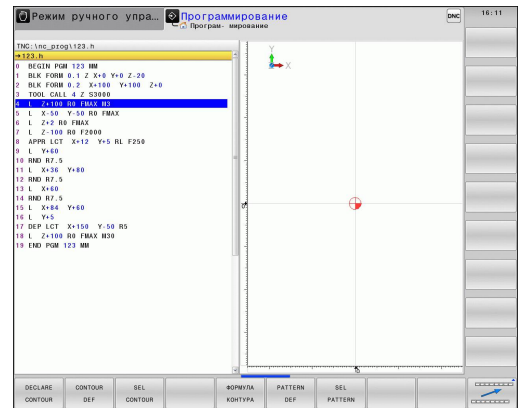 Режим ручного упра...
Программирование
Програм- мирование
DNC
16:11
TNC:\nc_prog\123.h
→123.h
0 BEGIN PGM 123 MM
1 BLK FORM 0.1 Z X+0 Y+0 Z-20
2 BLK FORM 0.2 X+100 Y+100 Z+0
3 TOOL CALL 4 Z S3000
4 L Z+100 R0 FMAX M3
5 L X-50 Y-50 R0 FMAX
6 L Z+2 R0 FMAX
7 L Z-100 R0 F2000
8 APPR LCT X+12 Y+5 RL F250
9 L Y+60
10 RND R7.5
11 L X+36 Y+80
12 RND R7.5
13 L X+60
14 RND R7.5
15 L X+84 Y+60
16 L Y+5
17 DEP LCT X+150 Y-50 R5
18 L Z+100 R0 FMAX M30
19 END PGM 123 MM
Y
X
0
0
DECLARE CONTOUR
CONTOUR DEF
SEL CONTOUR
ФОРМУЛА КОНТУРА
PATTERN DEF
SEL PATTERN